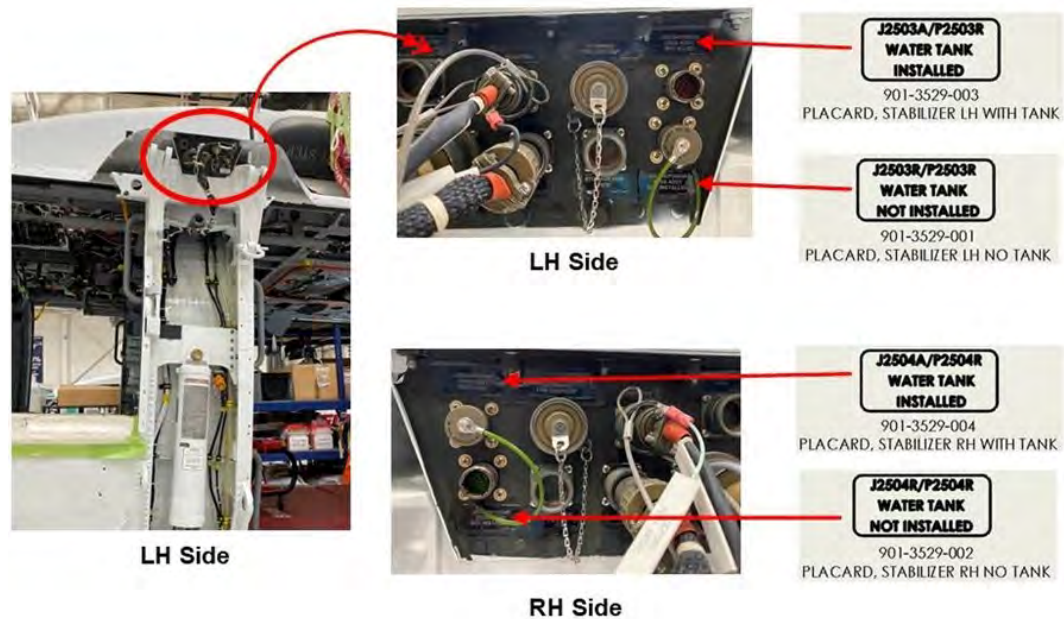 J2503A/P2503R
WATER TANK
INSTALLED
901-3529-003
PLACARD, STABILIZER LH WITH TANK
J2503R/P2503R
WATER TANK
NOT INSTALLED
901-3529-001
PLACARD, STABILIZER LH NO TANK
LH Side
J2504A/P2504R
WATER TANK
INSTALLED
901-3529-004
PLACARD, STABILIZER RH WITH TANK
J2504R/P2504R
WATER TANK
NOT INSTALLED
901-3529-002
PLACARD, STABILIZER RH NO TANK
LH Side
RH Side